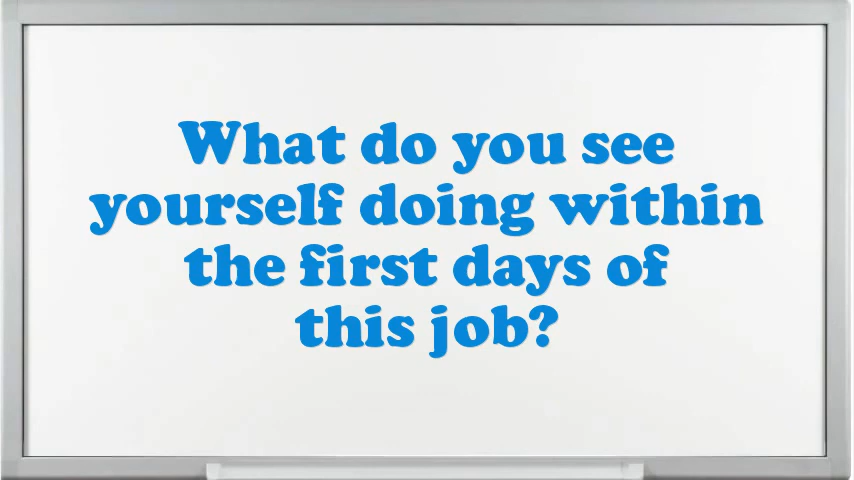 What do you see
yourself doing within
the first days of
this job?